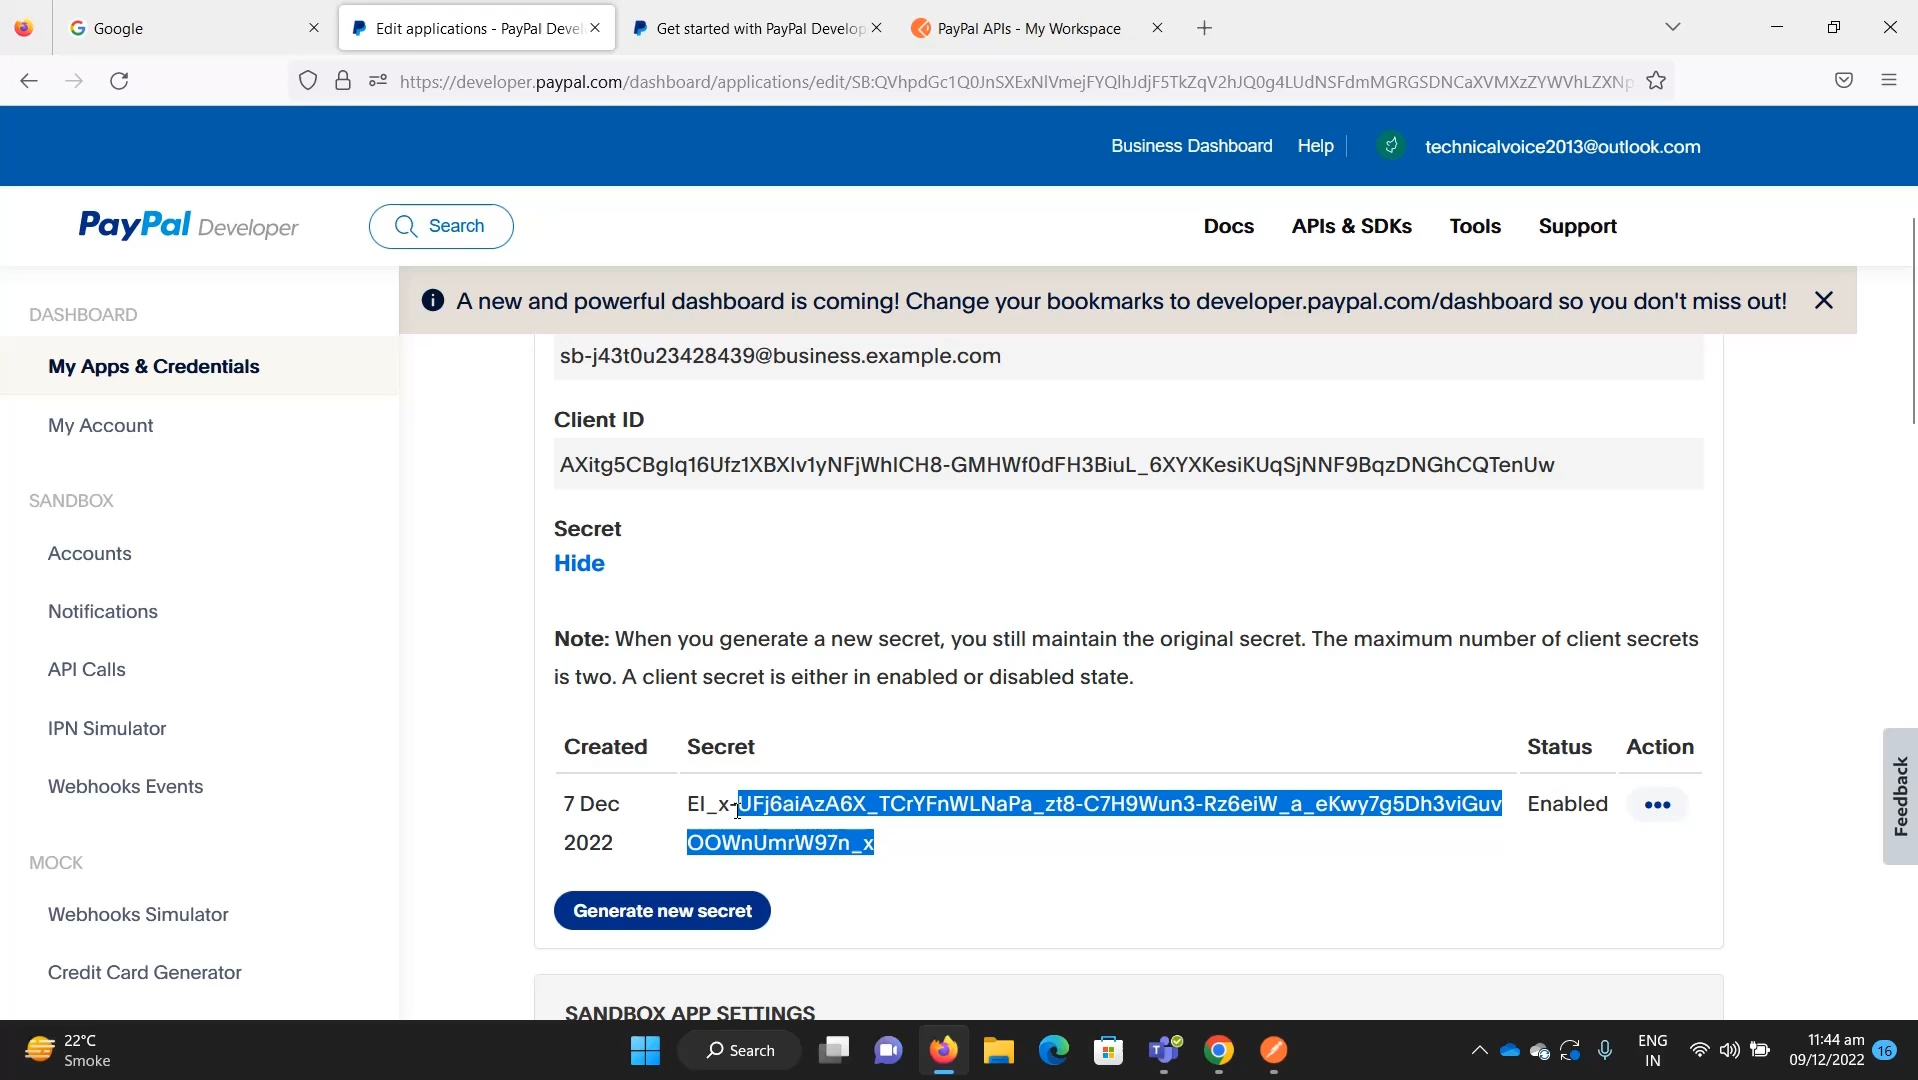 Google
Edit applications - PayPal Devel
Get started with PayPal Develop
PayPal APIs - My Workspace
https://developer.paypal.com/dashboard/applications/edit/SB:QVhpdGc1Q0JnSXExNlVmejFYQlhJdjF5TkZqV2hJQ0g4LUdNSFdmMGRGSDNCaXVMXzZYWVhLZXNp
Business Dashboard
Help
technicalvoice2013@outlook.com
PayPal Developer
Search
Docs
APIs & SDKs
Tools
Support
A new and powerful dashboard is coming! Change your bookmarks to developer.paypal.com/dashboard so you don't miss out!
DASHBOARD
My Apps & Credentials
My Account
SANDBOX
Accounts
Notifications
API Calls
IPN Simulator
Webhooks Events
MOCK
Webhooks Simulator
Credit Card Generator
sb-j43t0u23428439@business.example.com
Client ID
AXitg5CBgIq16Ufz1XBXIv1yNFjWhICH8-GMHWf0dFH3BiuL_6XYXKesiKUqSjNNF9BqzDNGhCQTenUw
Secret
Hide
Note: When you generate a new secret, you still maintain the original secret. The maximum number of client secrets
is two. A client secret is either in enabled or disabled state.
Created Secret Status Action
7 Dec EI_x-UFj6aiAzA6X_TCrYFnWLNaPa_zt8-C7H9Wun3-Rz6eiW_a_eKwy7g5Dh3viGuv Enabled
2022 OOWnUmrW97n_x
Generate new secret
SANDBOX APP SETTINGS
Feedback
22°C
Smoke
Search
ENG
IN
11:44 am
09/12/2022
16